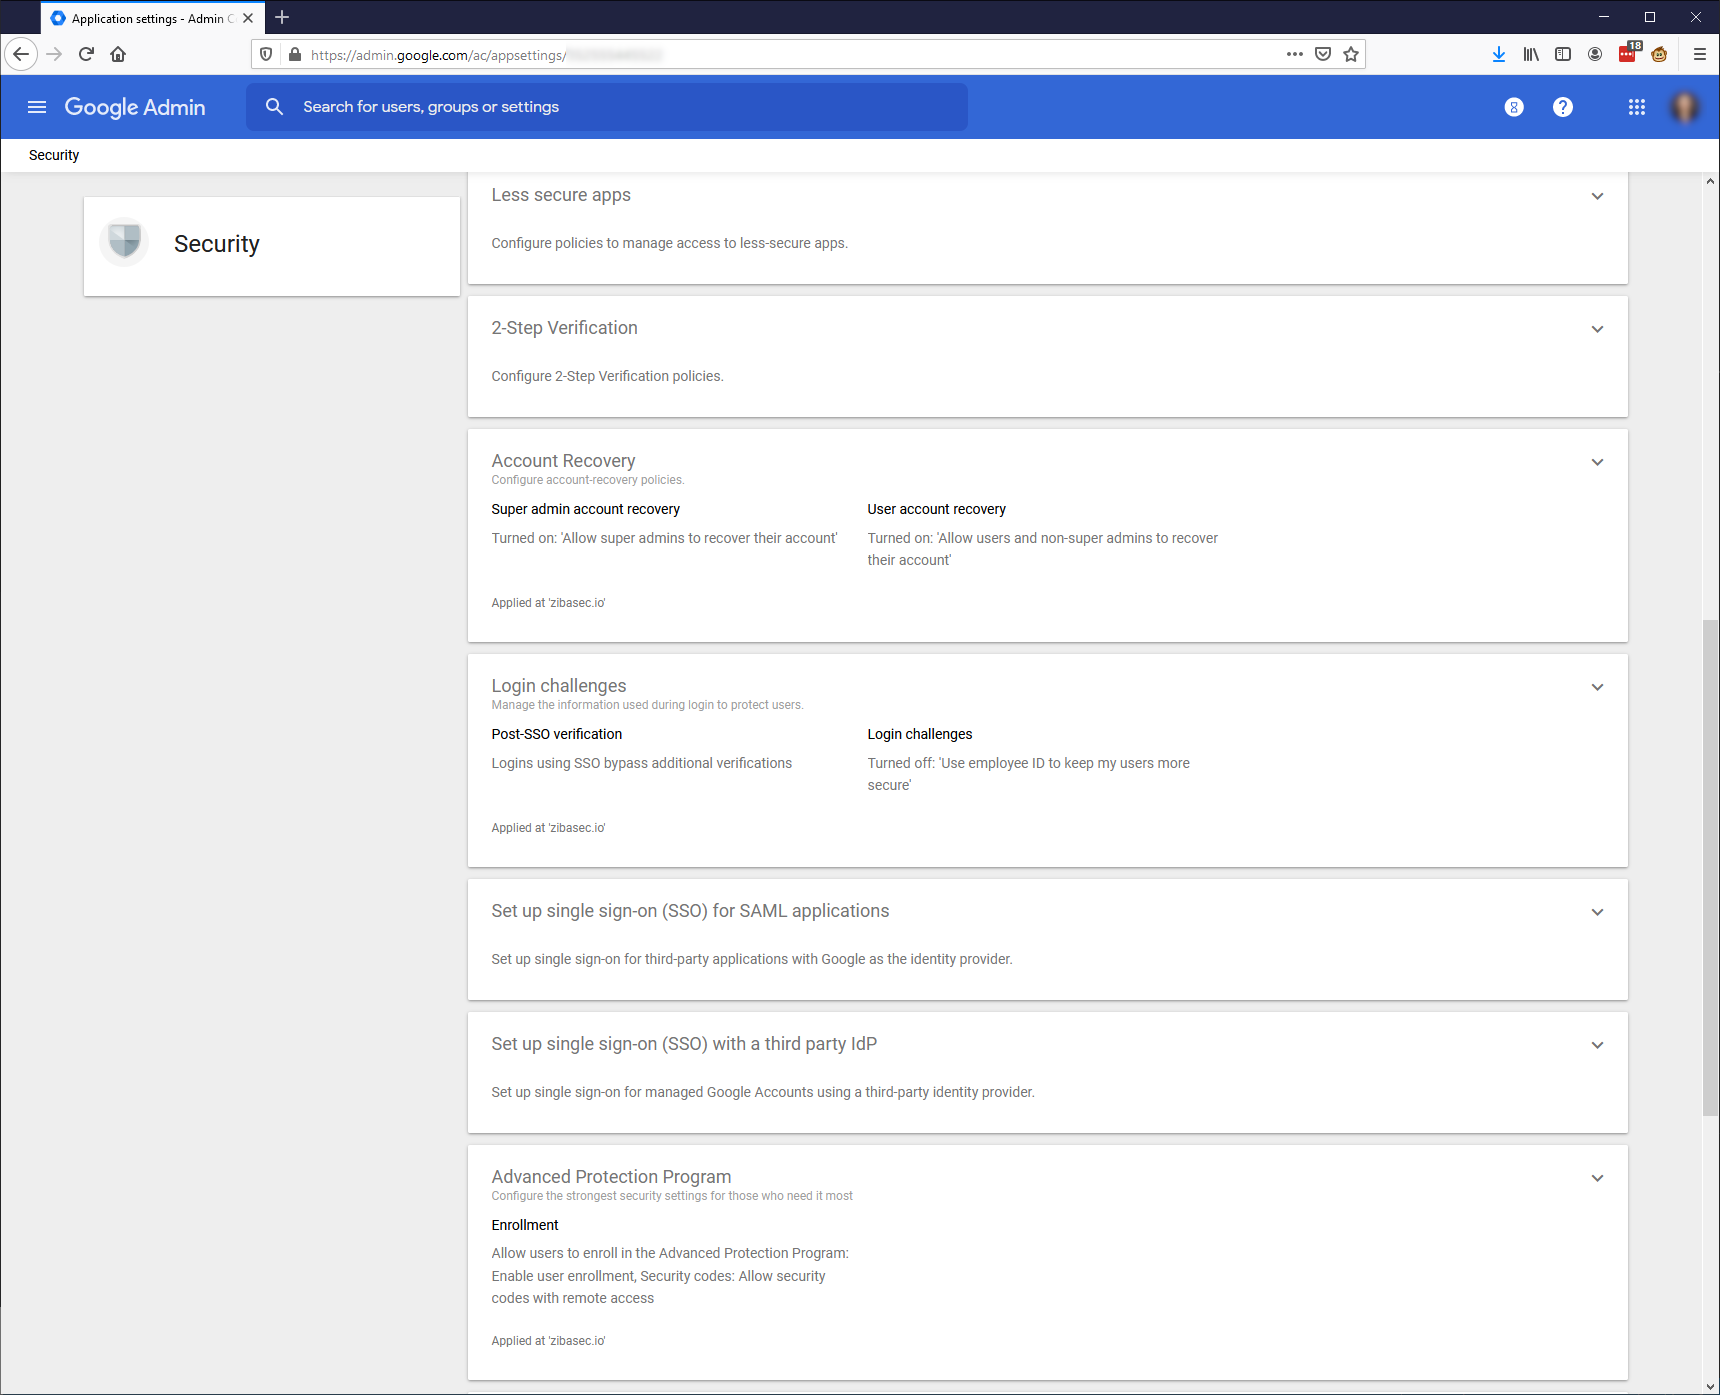 Application settings - Admin C
https://admin.google.com/ac/appsettings/
18
Google Admin
Search for users, groups or settings
Security
Security
Less secure apps
Configure policies to manage access to less-secure apps.
2-Step Verification
Configure 2-Step Verification policies.
Account Recovery
Configure account-recovery policies.
Super admin account recovery
User account recovery
Turned on: 'Allow super admins to recover their account'
Turned on: 'Allow users and non-super admins to recover
their account'
Applied at 'zibasec.io'
Login challenges
Manage the information used during login to protect users.
Post-SSO verification
Login challenges
Logins using SSO bypass additional verifications
Turned off: 'Use employee ID to keep my users more
secure'
Applied at 'zibasec.io'
Set up single sign-on (SSO) for SAML applications
Set up single sign-on for third-party applications with Google as the identity provider.
Set up single sign-on (SSO) with a third party IdP
Set up single sign-on for managed Google Accounts using a third-party identity provider.
Advanced Protection Program
Configure the strongest security settings for those who need it most
Enrollment
Allow users to enroll in the Advanced Protection Program:
Enable user enrollment, Security codes: Allow security
codes with remote access
Applied at 'zibasec.io'